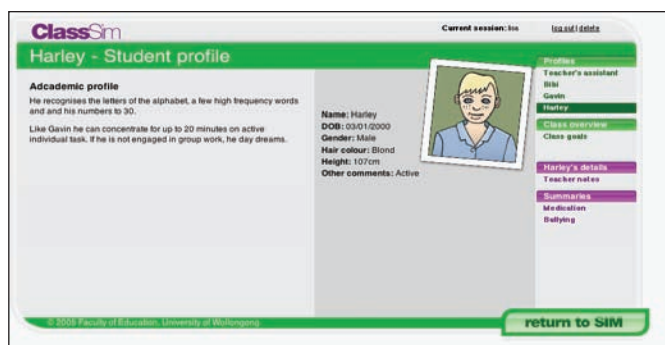 ClassSim
Current session: los
log out | delete
Harley - Student profile
Adcademic profile
He recognises the letters of the alphabet, a few high frequency words
and and his numbers to 30.
Like Gavin he can concentrate for up to 20 minutes on active
individual task. If he is not engaged in group work, he day dreams.
Name: Harley
DOB: 03/01/2000
Gender: Male
Hair colour: Blond
Height: 107cm
Other comments: Active
Profiles
Teacher's assistant
Bibi
Gavin
Harley
Class overview
Class goals
Harley's details
Teacher notes
Summaries
Medication
Bullying
© 2005 Faculty of Education, University of Wollongong
return to SIM